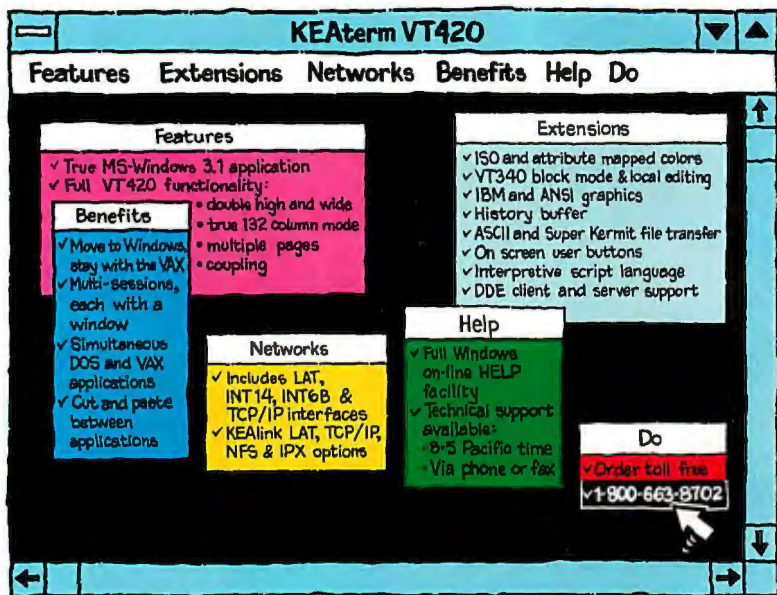 KEAterm VT420
Features Extensions Networks Benefits Help Do
Features
✓ True MS-Windows 3.1 application
✓ Full VT420 functionality:
• double high and wide
• true 132 column mode
• multiple pages
• coupling
Benefits
✓ Move to Windows,
stay with the VAX
✓ Multi-sessions,
each with a
window
✓ Simultaneous
DOS and VAX
applications
✓ Cut and paste
between
applications
Networks
✓ Includes LAT,
INT14, INT6B &
TCP/IP interfaces
✓ KEAlink LAT, TCP/IP,
NFS & IPX options
Extensions
✓ ISO and attribute mapped colors
✓ VT340 block mode & local editing
✓ IBM and ANSI graphics
✓ History buffer
✓ ASCII and Super Kermit file transfer
✓ On screen user buttons
✓ Interpretive script language
✓ DDE client and server support
Help
✓ Full Windows
on-line HELP
facility
✓ Technical support
available:
• 8-5 Pacific time
• Via phone or fax
Do
✓ Order toll free
✓ 1-800-663-8702